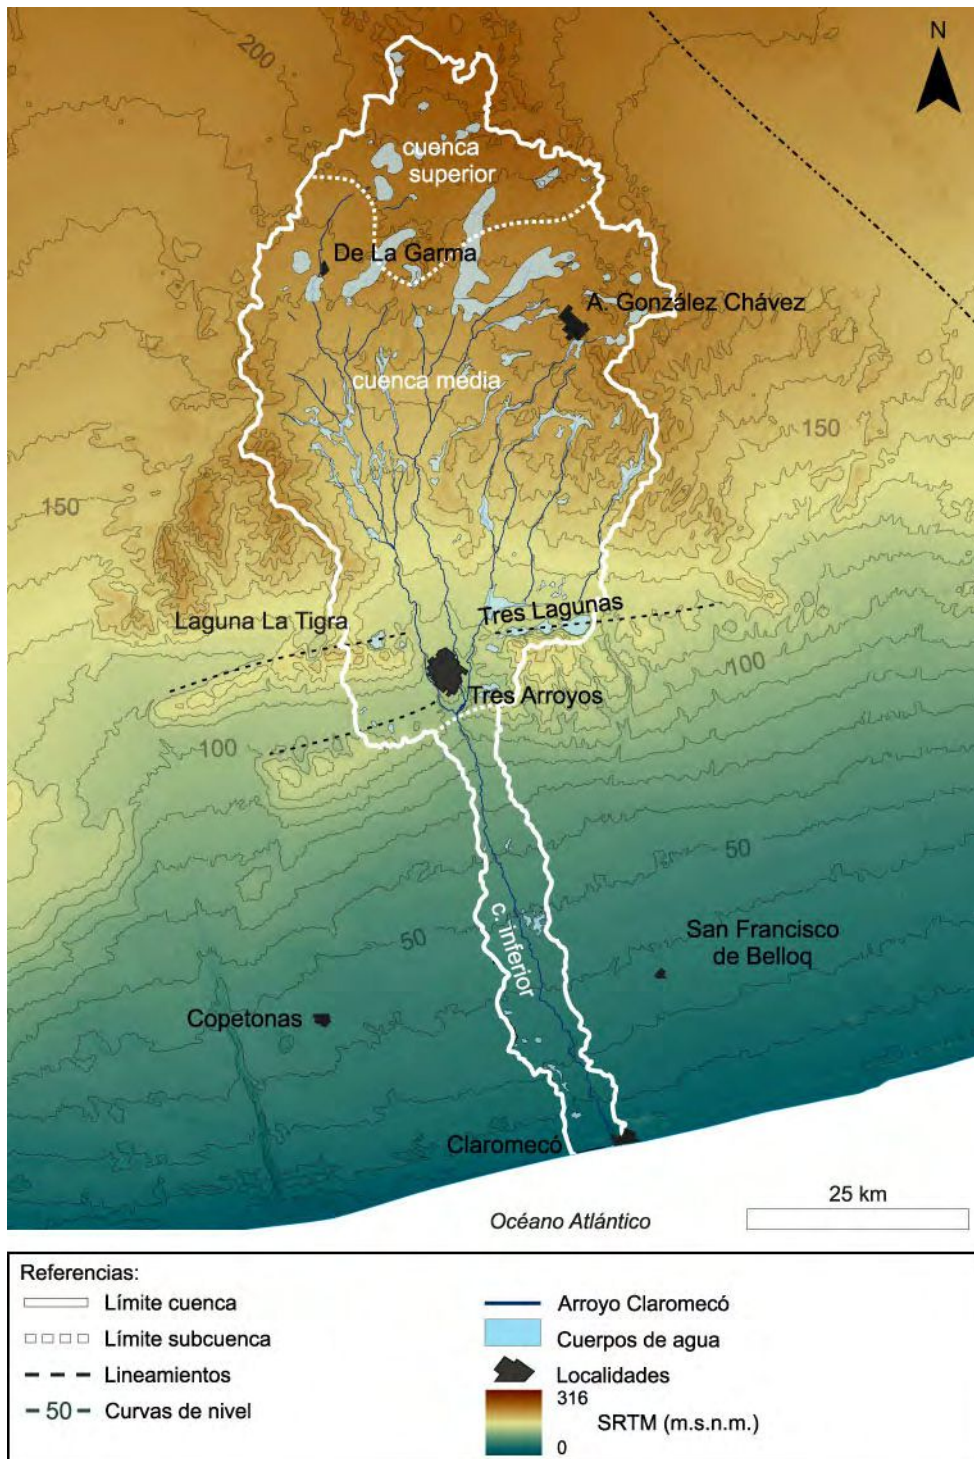 N
200
cuenca
superior
De La Garma
A. González Chávez
cuenca media
150
150
Tres Lagunas
Laguna La Tigra
100
Tres Arroyos
100
50
c. inferior
50
San Francisco
de Belloq
Copetonas
Claromecó
25 km
Océano Atlántico
Referencias:
Límite cuenca
Límite subcuenca
Lineamientos
50 Curvas de nivel
Arroyo Claromecó
Cuerpos de agua
Localidades
316
SRTM (m.s.n.m.)
0